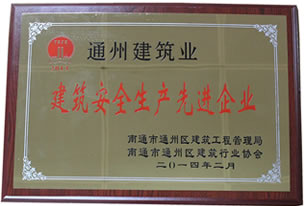 通州建筑业
建筑安全生产先进企业
南通市通州区建筑工程管理局
南通市通州区建筑行业协会
二〇一四年二月